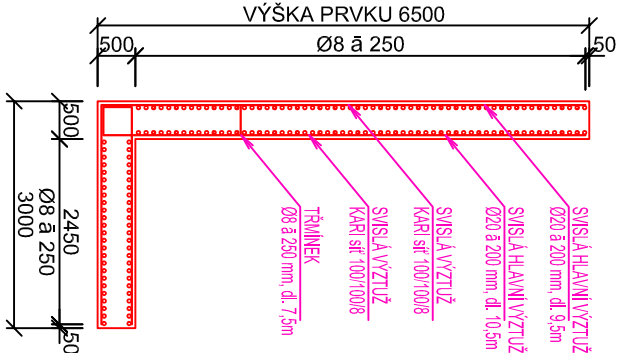 VÝŠKA PRVKU 6500
500
Ø8 ā 250
50
500
2450
Ø8 ā 250
3000
50
TŘMÍNEK
Ø8 ā 250 mm, dl. 7,5m
SVISLÁ VÝZTUŽ
KARI síť 100/100/8
SVISLÁ VÝZTUŽ
KARI síť 100/100/8
SVISLÁ HLAVNÍ VÝZTUŽ
Ø20 ā 200 mm, dl. 10,5m
SVISLÁ HLAVNÍ VÝZTUŽ
Ø20 ā 200 mm, dl. 9,5m